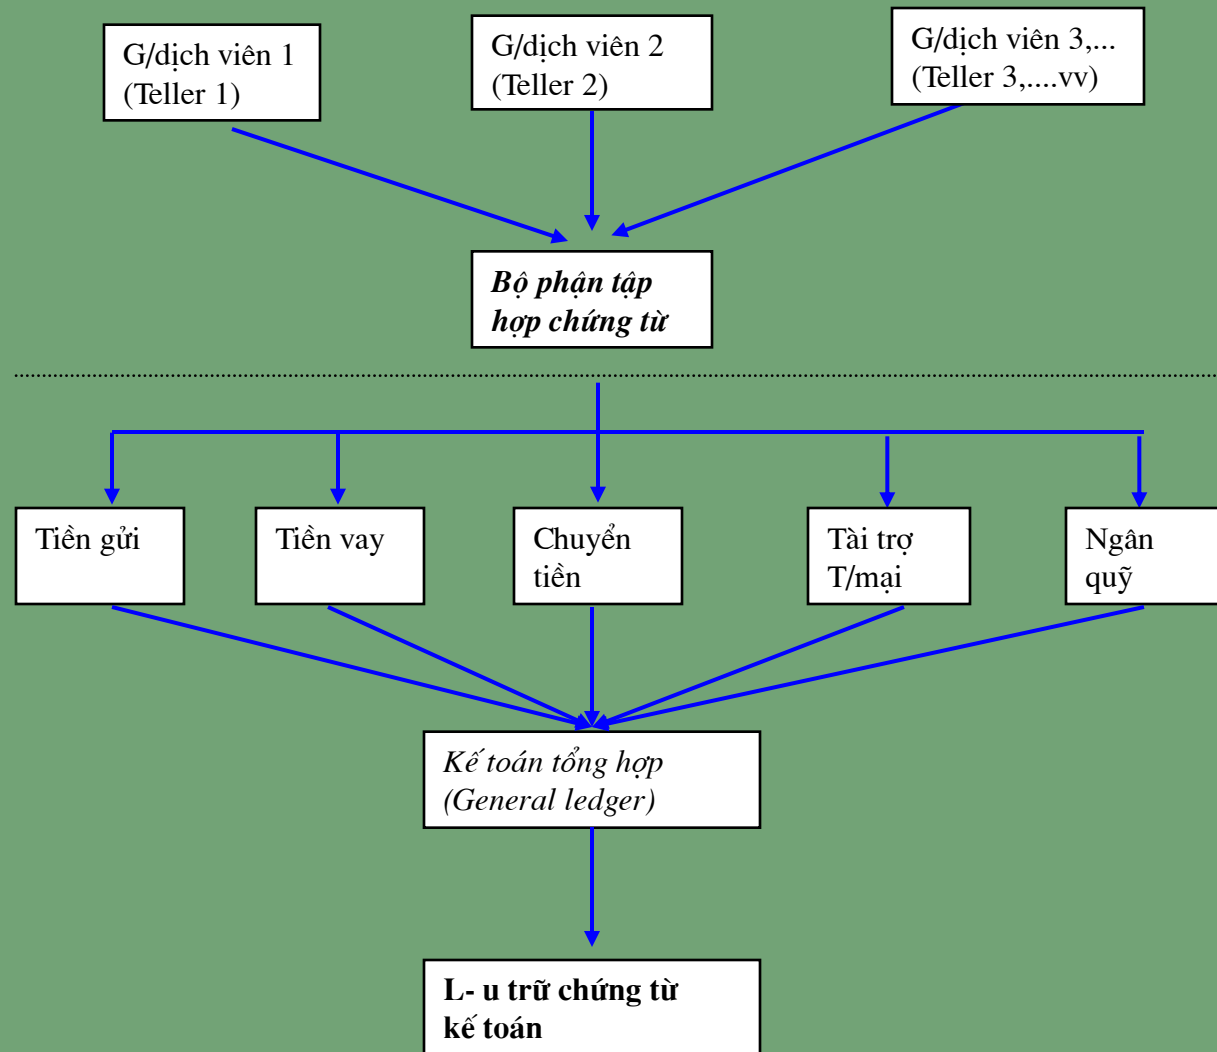 G/dịch viên 1
(Teller 1)
G/dịch viên 2
(Teller 2)
G/dịch viên 3,...
(Teller 3,....vv)
Bộ phận tập
hợp chứng từ
Tiền gửi
Tiền vay
Chuyển
tiền
Tài trợ
T/mại
Ngân
quỹ
Kế toán tổng hợp
(General ledger)
L- u trữ chứng từ
kế toán